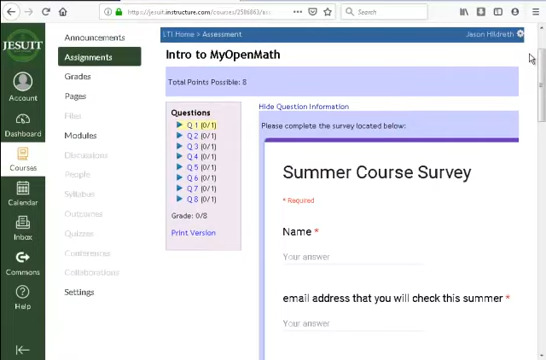 https://jesuit.instructure.com/courses/2596863/ass
Search
JESUIT
Account
Dashboard
Courses
Calendar
Inbox
Commons
Help
Announcements
Assignments
Grades
Pages
Files
Modules
Discussions
People
Syllabus
Outcomes
Quizzes
Conferences
Collaborations
Settings
LTI Home > Assessment
Jason Hildreth
Intro to MyOpenMath
Total Points Possible: 8
Questions
Q 1 (0/1)
Q 2 (0/1)
Q 3 (0/1)
Q 4 (0/1)
Q 5 (0/1)
Q 6 (0/1)
Q 7 (0/1)
Q 8 (0/1)
Grade: 0/8
Print Version
Hide Question Information
Please complete the survey located below:
Summer Course Survey
* Required
Name *
Your answer
email address that you will check this summer *
Your answer